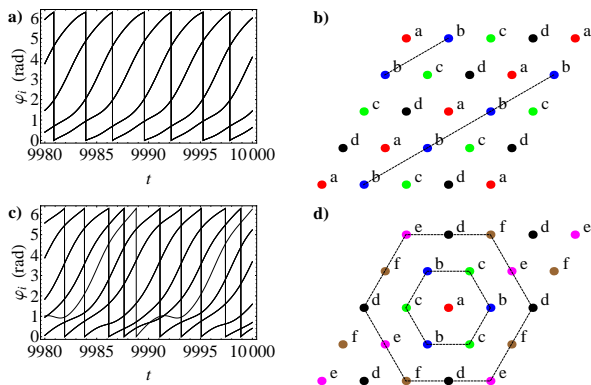 a)
φi (rad)
6
5
4
3
2
1
0
9980 9985 9990 9995 10 000
t
b)
a b c d a
b c d a b
c d a b c
d a b c d
a b c d a
c)
φi (rad)
6
5
4
3
2
1
0
9980 9985 9990 9995 10 000
t
d)
e d f d e
f b c e f
d c a b d
f e b c f
e d f d e